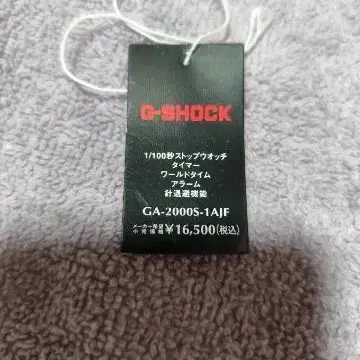 G-SHOCK
1/100秒ストップウオッチ
タイマー
ワールドタイム
アラーム
針退避機能
GA-2000S-1AJF
メーカー希望小売価格 ¥16,500(税込)